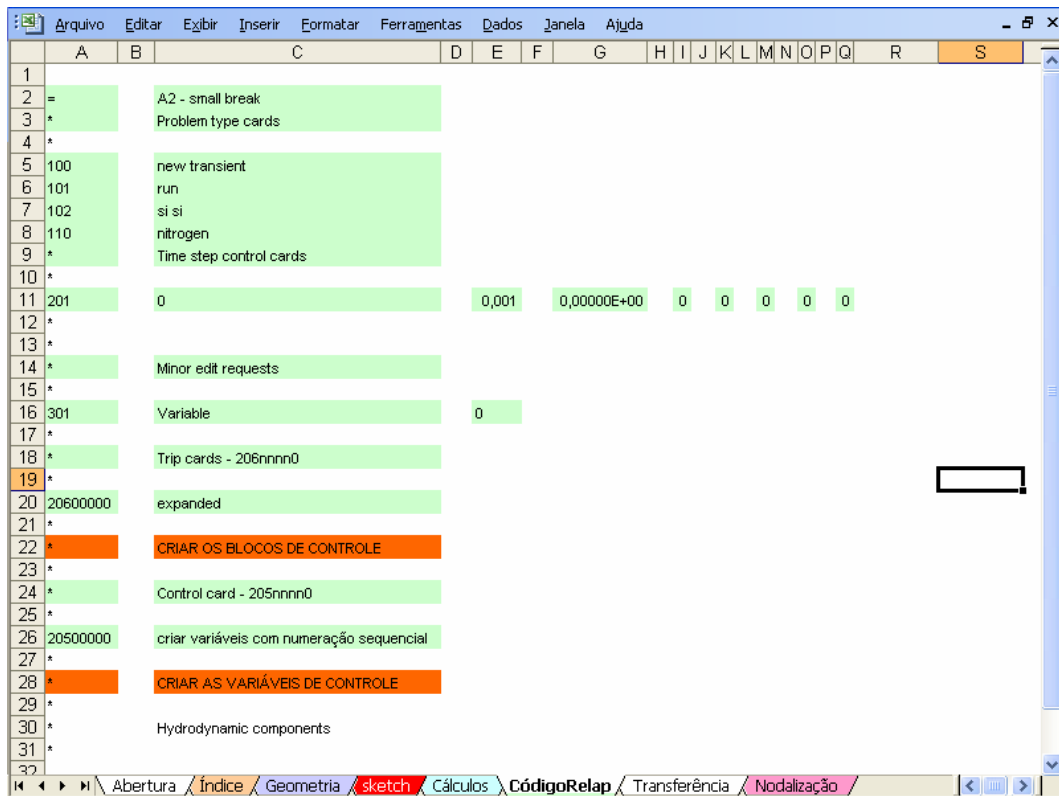 Arquivo Editar Exibir Inserir Formatar Ferramentas Dados Janela Ajuda
A B C D E F G H I J K L M N O P Q R S
1
2 = A2 - small break
3 * Problem type cards
4 *
5 100 new transient
6 101 run
7 102 si si
8 110 nitrogen
9 * Time step control cards
10 *
11 201 0 0,001 0,00000E+00 0 0 0 0 0
12 *
13 *
14 * Minor edit requests
15 *
16 301 Variable 0
17 *
18 * Trip cards - 206nnnn0
19 *
20 20600000 expanded
21 *
22 * CRIAR OS BLOCOS DE CONTROLE
23 *
24 * Control card - 205nnnn0
25 *
26 20500000 criar variáveis com numeração sequencial
27 *
28 * CRIAR AS VARIÁVEIS DE CONTROLE
29 *
30 * Hydrodynamic components
31 *
32
Abertura Índice Geometria sketch Cálculos CódigoRelap Transferência Nodalização